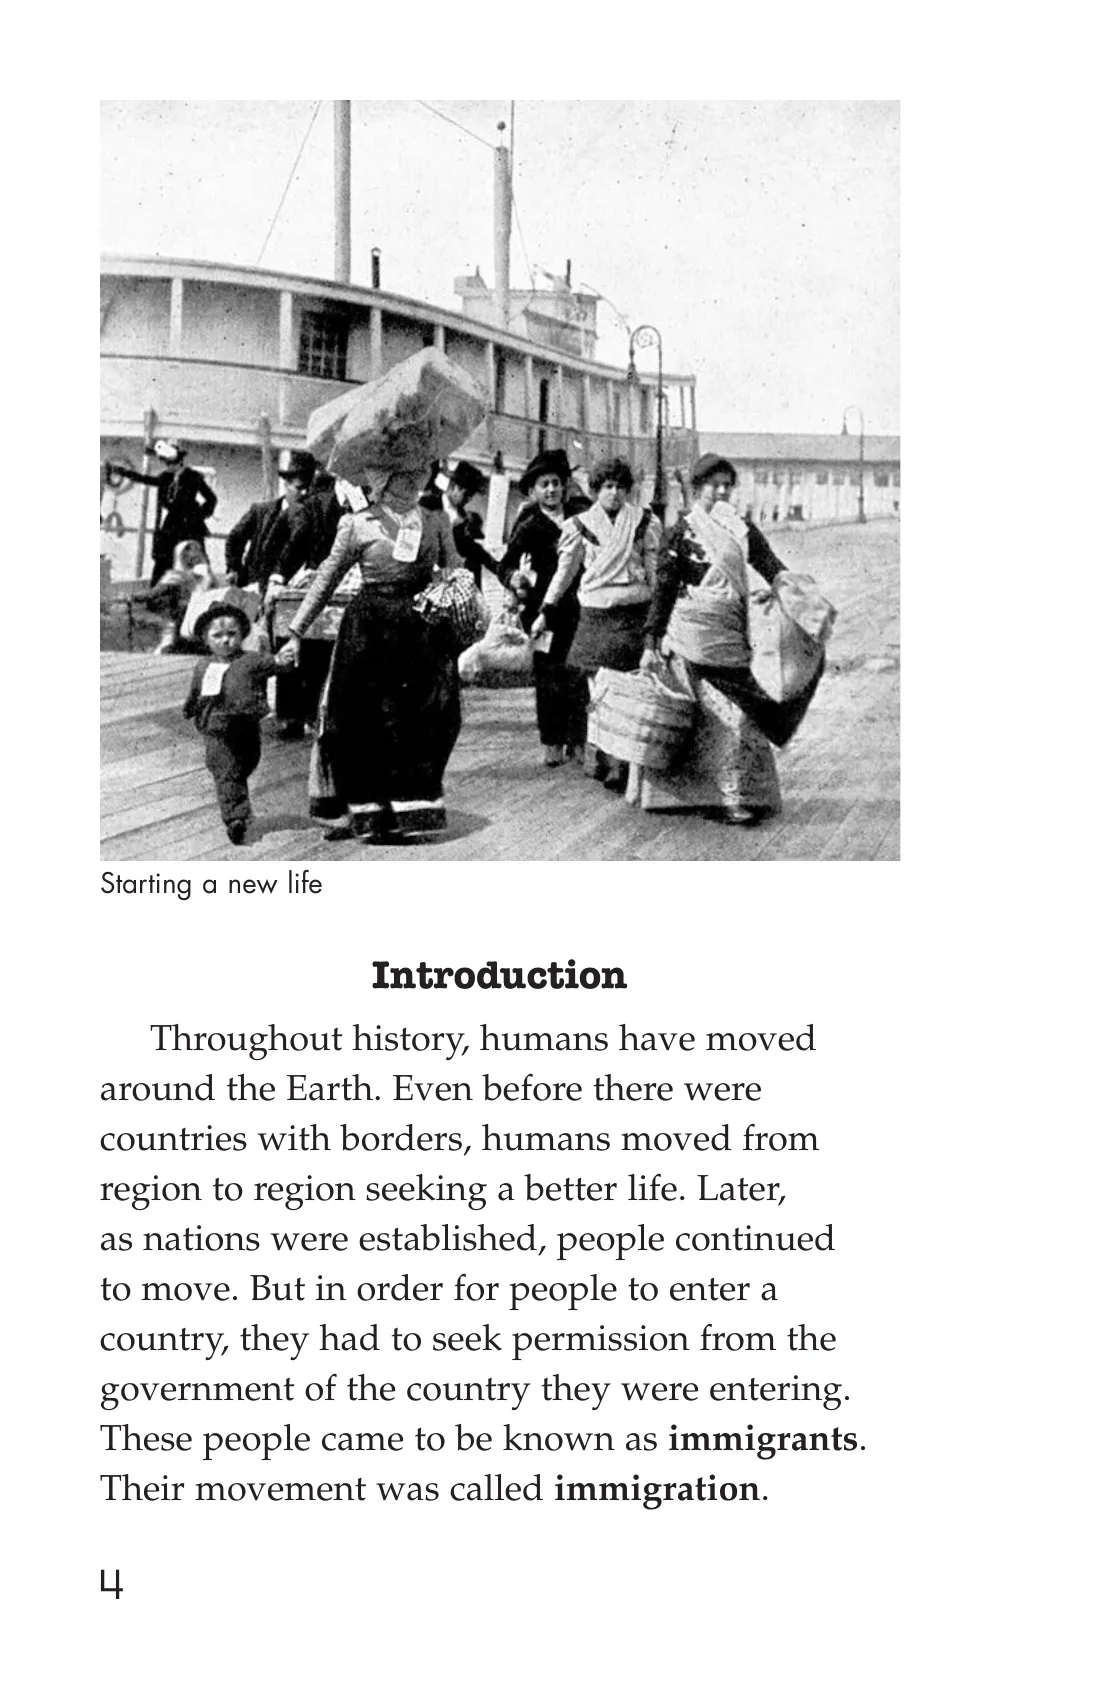 Starting a new life
Introduction
Throughout history, humans have moved
around the Earth. Even before there were
countries with borders, humans moved from
region to region seeking a better life. Later,
as nations were established, people continued
to move. But in order for people to enter a
country, they had to seek permission from the
government of the country they were entering.
These people came to be known as immigrants.
Their movement was called immigration.
4